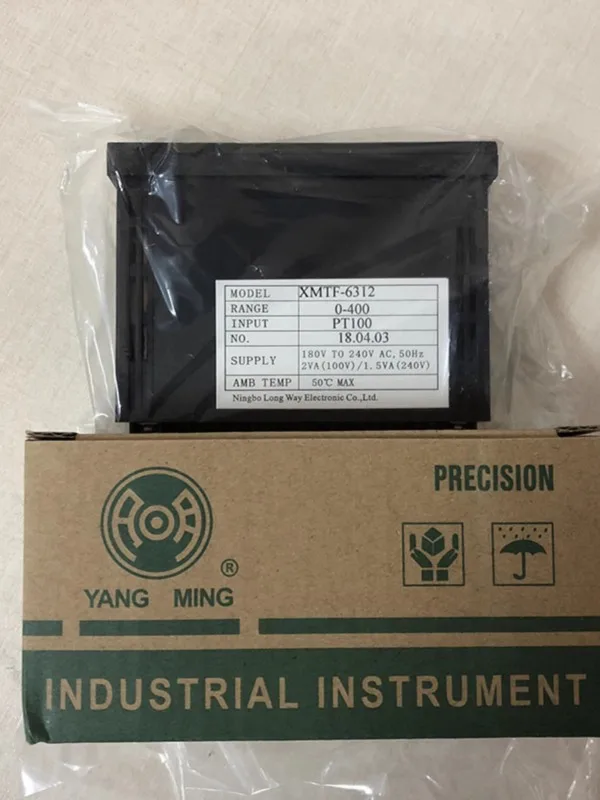 MODEL XMTF-6312
RANGE 0-400
INPUT PT100
NO. 18.04.03
SUPPLY 180V TO 240V AC, 50Hz
2VA(100V)/1.5VA(240V)
AMB TEMP 50℃ MAX
Ningbo Long Way Electronic Co.,Ltd.
PRECISION
®
YANG MING
INDUSTRIAL INSTRUMENT